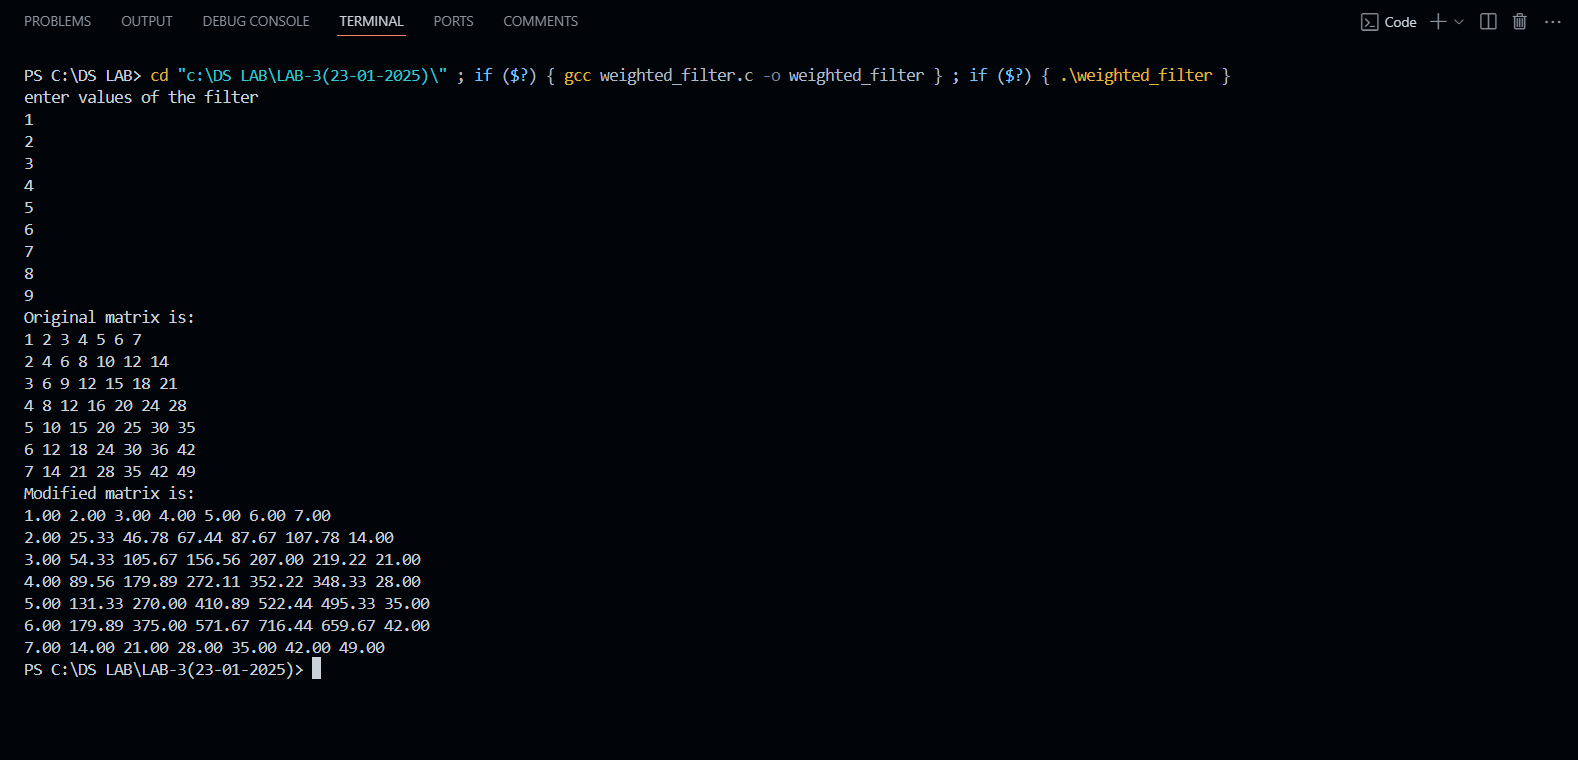 PROBLEMS OUTPUT DEBUG CONSOLE TERMINAL PORTS COMMENTS Code
PS C:\DS LAB> cd "c:\DS LAB\LAB-3(23-01-2025)\" ; if ($?) { gcc weighted_filter.c -o weighted_filter } ; if ($?) { .\weighted_filter }
enter values of the filter
1
2
3
4
5
6
7
8
9
Original matrix is:
1 2 3 4 5 6 7
2 4 6 8 10 12 14
3 6 9 12 15 18 21
4 8 12 16 20 24 28
5 10 15 20 25 30 35
6 12 18 24 30 36 42
7 14 21 28 35 42 49
Modified matrix is:
1.00 2.00 3.00 4.00 5.00 6.00 7.00
2.00 25.33 46.78 67.44 87.67 107.78 14.00
3.00 54.33 105.67 156.56 207.00 219.22 21.00
4.00 89.56 179.89 272.11 352.22 348.33 28.00
5.00 131.33 270.00 410.89 522.44 495.33 35.00
6.00 179.89 375.00 571.67 716.44 659.67 42.00
7.00 14.00 21.00 28.00 35.00 42.00 49.00
PS C:\DS LAB\LAB-3(23-01-2025)>